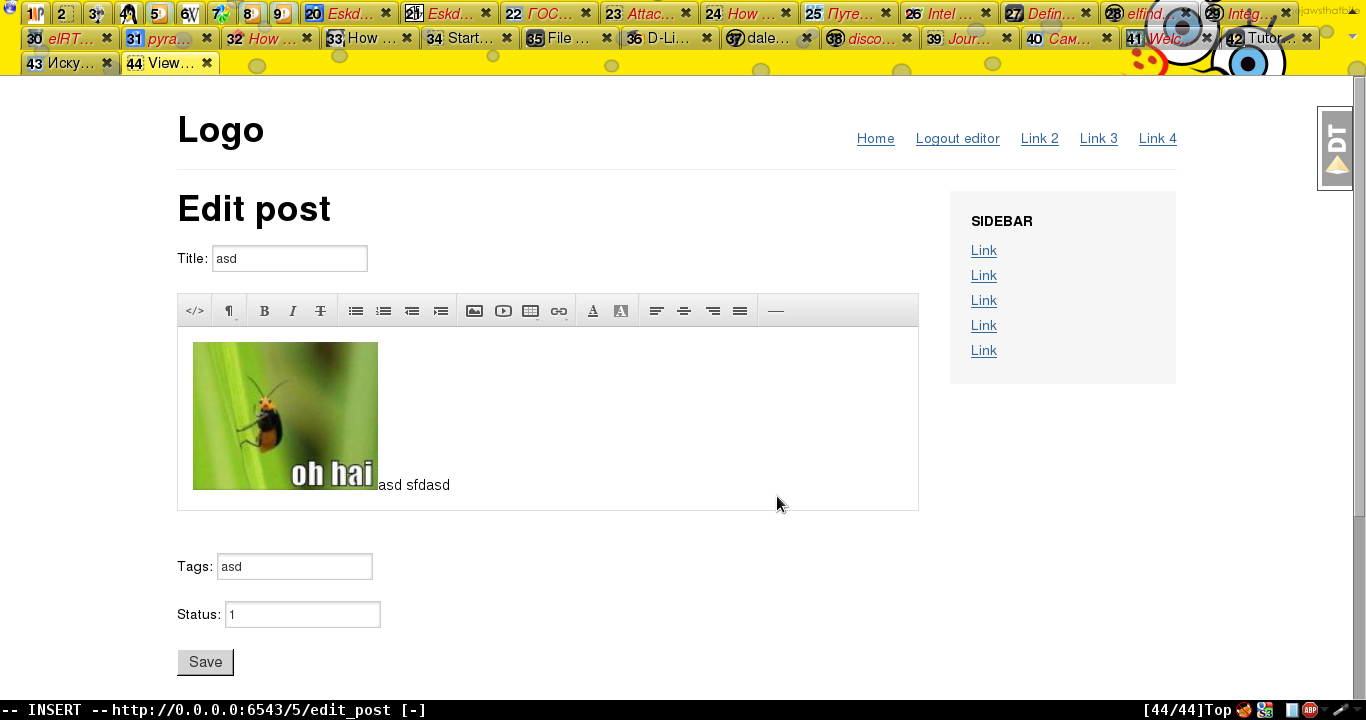 1 2 3 4 5 6 7 8 9 20 Eskd... 21 Eskd... 22 ГОС... 23 Attac... 24 How ... 25 Путе... 26 Intel ... 27 Defin... 28 elfind... 29 Integ...
30 elRT... 31 pyra... 32 How ... 33 How ... 34 Start... 35 File ... 36 D-Li... 37 dale... 38 disco... 39 Jour... 40 Сам... 41 Welc... 42 Tutor...
43 Иску... 44 View...
Logo
Home Logout editor Link 2 Link 3 Link 4
DT
Edit post
SIDEBAR
Link
Link
Link
Link
Link
Title: asd
</> ¶ B I T A A
oh hai
asd sfdasd
Tags: asd
Status: 1
Save
-- INSERT -- http://0.0.0.0:6543/5/edit_post [-] [44/44]Top ABP